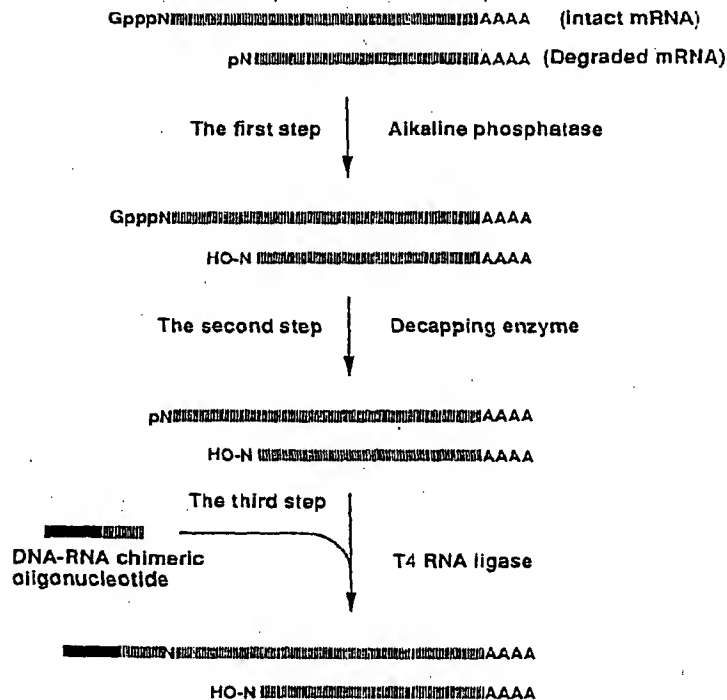 GpppN AAAA (Intact mRNA)
pN AAAA (Degraded mRNA)
The first step Alkaline phosphatase
GpppN AAAA
HO-N AAAA
The second step Decapping enzyme
pN AAAA
HO-N AAAA
The third step
DNA-RNA chimeric
oligonucleotide
T4 RNA ligase
N AAAA
HO-N AAAA